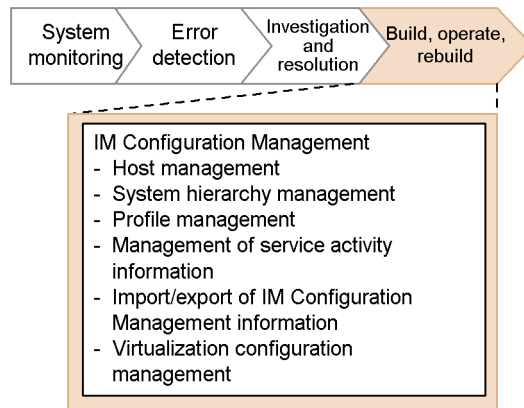 System
monitoring
Error
detection
Investigation
and
resolution
Build, operate,
rebuild
IM Configuration Management
- Host management
- System hierarchy management
- Profile management
- Management of service activity
information
- Import/export of IM Configuration
Management information
- Virtualization configuration
management